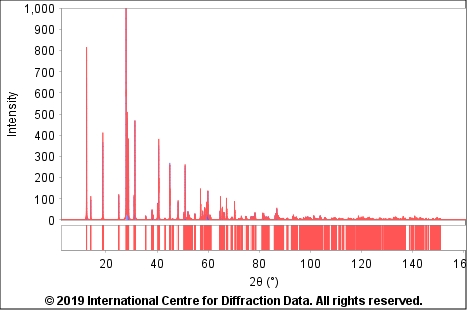 1,000
900
800
700
600
500
400
300
200
100
0
Intensity
20 40 60 80 100 120 140 16
2θ (°)
© 2019 International Centre for Diffraction Data. All rights reserved.